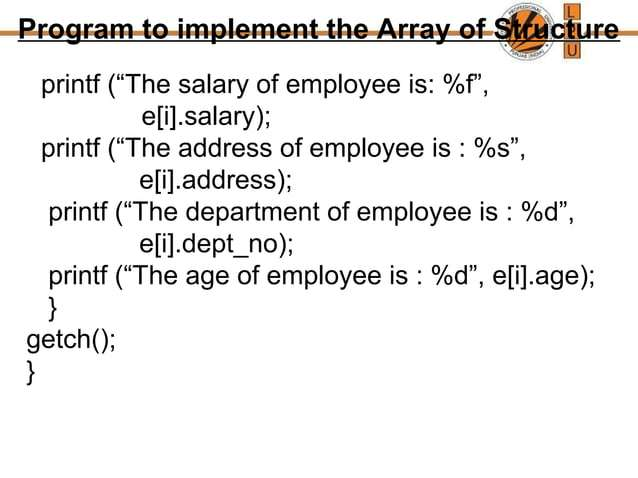 Program to implement the Array of Structure
L
P
U
printf (“The salary of employee is: %f”,
e[i].salary);
printf (“The address of employee is : %s”,
e[i].address);
printf (“The department of employee is : %d”,
e[i].dept_no);
printf (“The age of employee is : %d”, e[i].age);
}
getch();
}